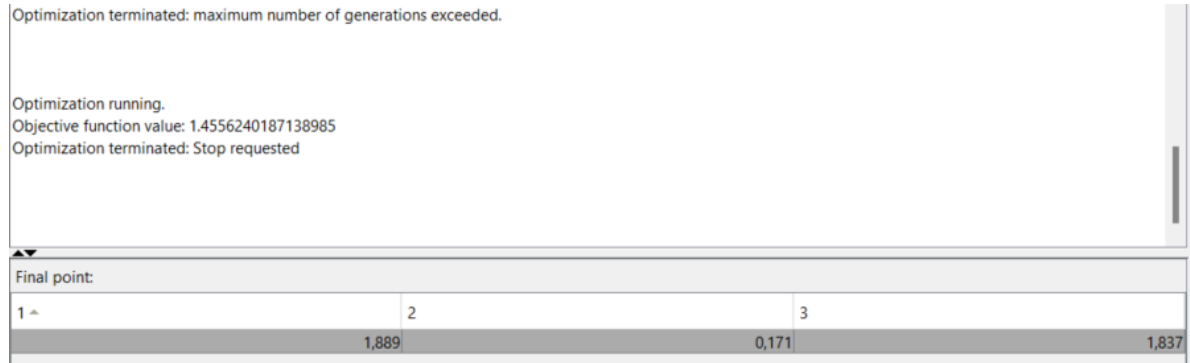 Optimization terminated: maximum number of generations exceeded.
Optimization running.
Objective function value: 1.4556240187138985
Optimization terminated: Stop requested
Final point:
1 2 3
1,889 0,171 1,837